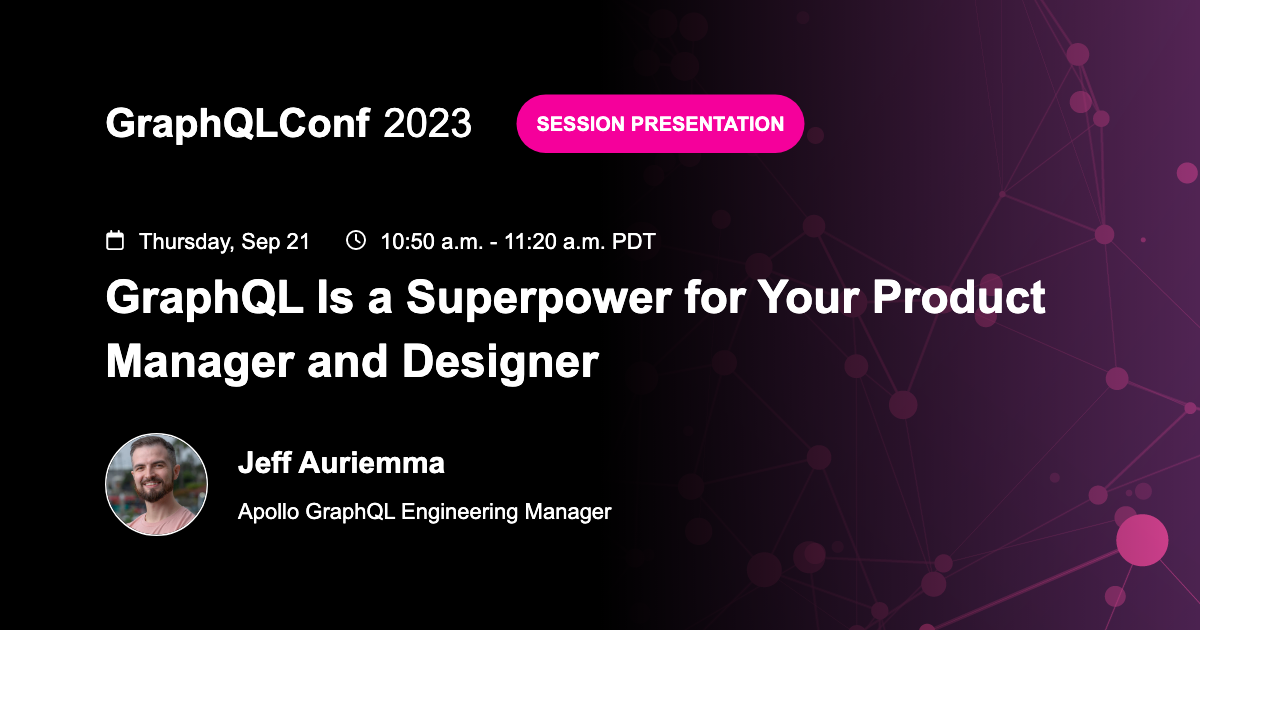 GraphQLConf 2023
SESSION PRESENTATION
Thursday, Sep 21
10:50 a.m. - 11:20 a.m. PDT
GraphQL Is a Superpower for Your Product
Manager and Designer
Jeff Auriemma
Apollo GraphQL Engineering Manager